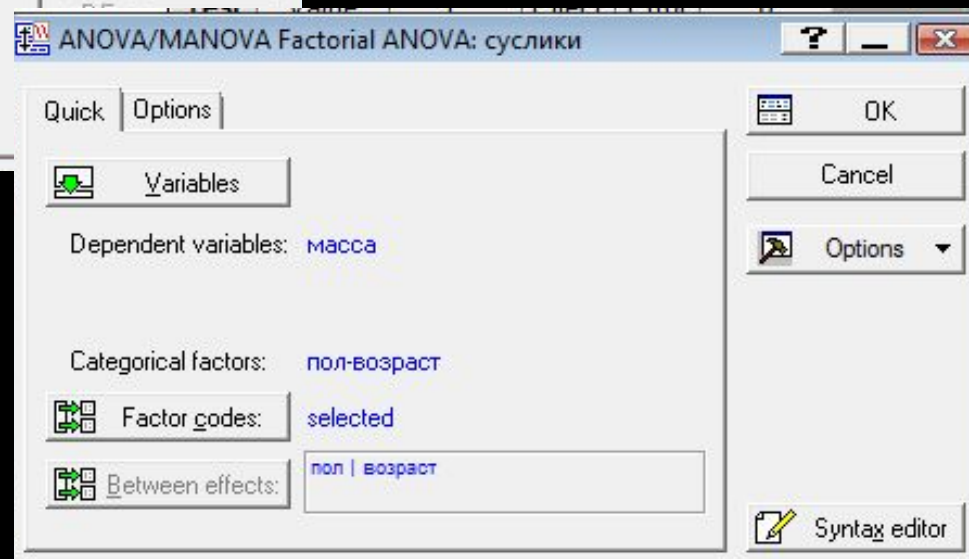 ANOVA/MANOVA Factorial ANOVA: суслики
Quick Options
OK
Variables
Cancel
Dependent variables: масса
Options
Categorical factors: пол-возраст
Factor codes: selected
Between effects: пол | возраст
Syntax editor